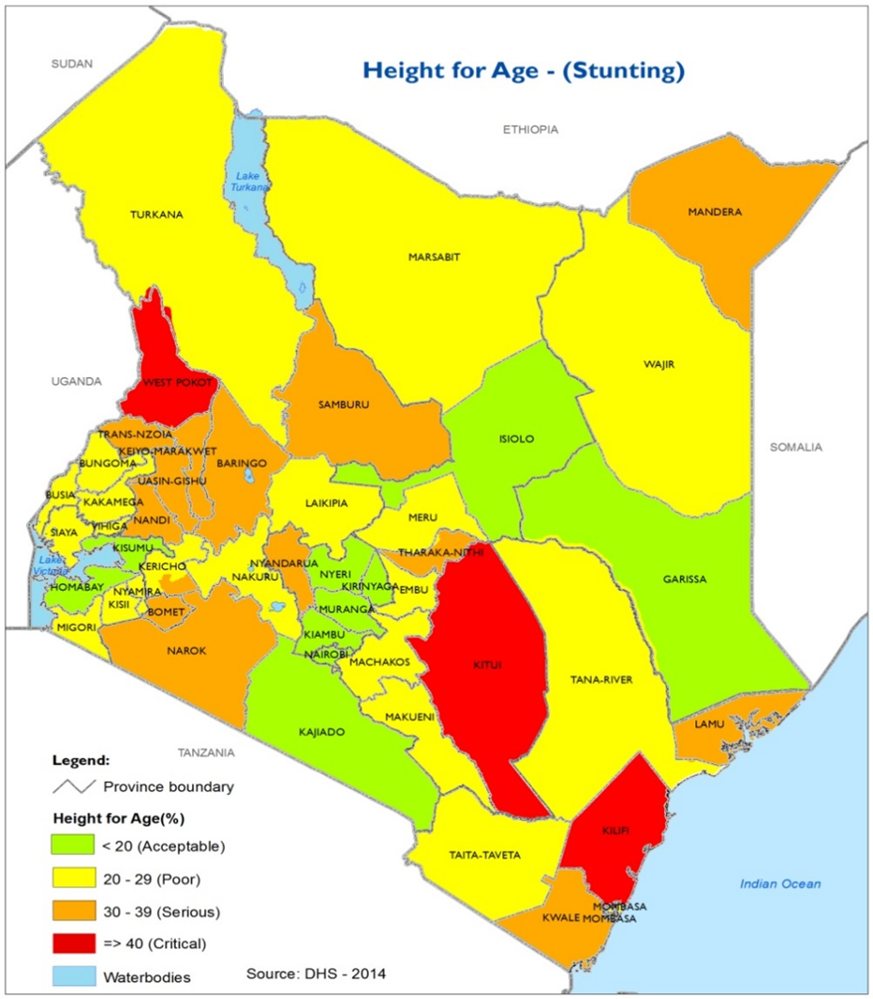 Height for Age - (Stunting)
SUDAN
ETHIOPIA
Lake
Turkana
MANDERA
TURKANA
MARSABIT
WAJIR
UGANDA
WEST POKOT
SAMBURU
ISIOLO
SOMALIA
TRANS-NZOIA
KEIYO-MARAKWET
BUNGOMA
BARINGO
UASIN-GISHU
BUSIA
KAKAMEGA
LAIKIPIA
NANDI
MERU
VIHIGA
SIAYA
KISUMU
THARAKA-NITHI
Lake
Victoria
KERICHO
NYANDARUA
NAKURU
NYERI
GARISSA
HOMABAY
NYAMIRA
KIRINYAGA
EMBU
KISII
BOMET
MURANGA
MIGORI
KIAMBU
NAROK
NAIROBI
MACHAKOS
KITUI
TANA-RIVER
MAKUENI
LAMU
KAJIADO
TANZANIA
KILIFI
TAITA-TAVETA
Indian Ocean
MOMBASA
KWALE MOMBASA
Legend:
Province boundary
Height for Age(%)
< 20 (Acceptable)
20 - 29 (Poor)
30 - 39 (Serious)
=> 40 (Critical)
Waterbodies
Source: DHS - 2014